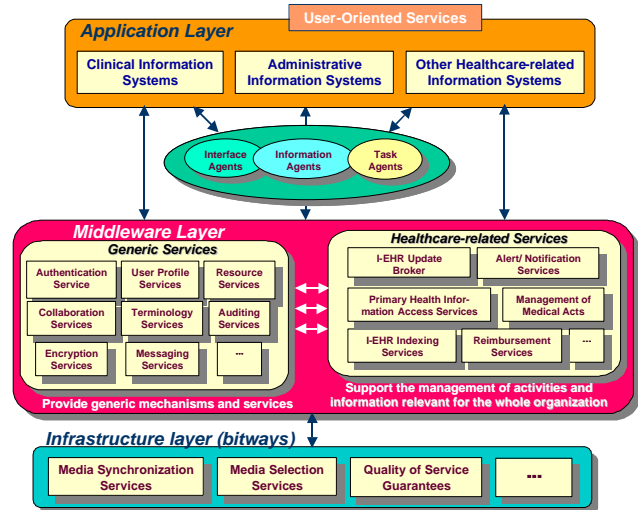 User-Oriented Services
Application Layer
Clinical Information
Systems
Administrative
Information Systems
Other Healthcare-related
Information Systems
Interface
Agents
Information
Agents
Task
Agents
Middleware Layer
Generic Services
Authentication
Service
User Profile
Services
Resource
Services
Collaboration
Services
Terminology
Services
Auditing
Services
Encryption
Services
Messaging
Services
...
Provide generic mechanisms and services
Healthcare-related Services
I-EHR Update
Broker
Alert/ Notification
Services
Primary Health Infor-
mation Access Services
Management of
Medical Acts
I-EHR Indexing
Services
Reimbursement
Services
...
Support the management of activities and
information relevant for the whole organization
Infrastructure layer (bitways)
Media Synchronization
Services
Media Selection
Services
Quality of Service
Guarantees
...